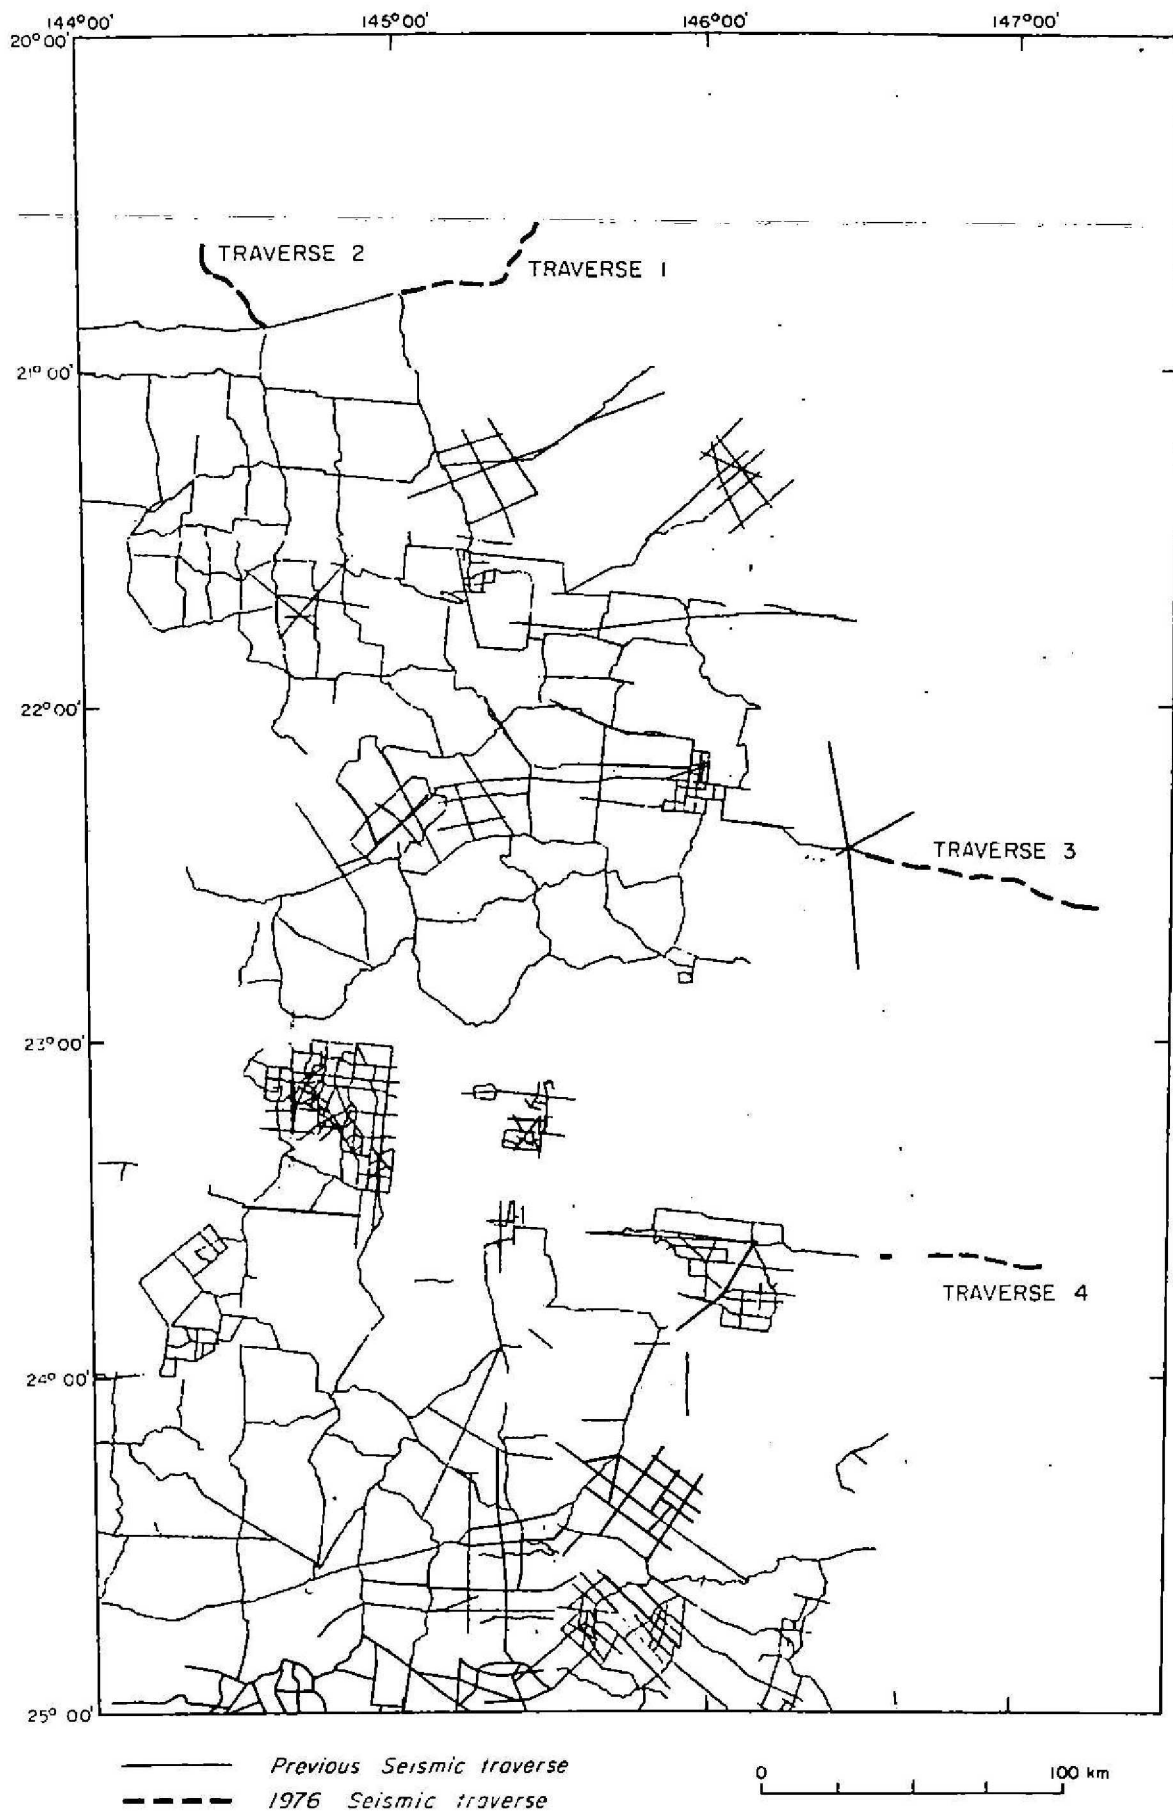 144°00' 145°00' 146°00' 147°00'
20°00'
TRAVERSE 2
TRAVERSE 1
21°00'
22°00'
TRAVERSE 3
23°00'
TRAVERSE 4
24°00'
25°00'
Previous Seismic traverse
1976 Seismic traverse
0 100 km